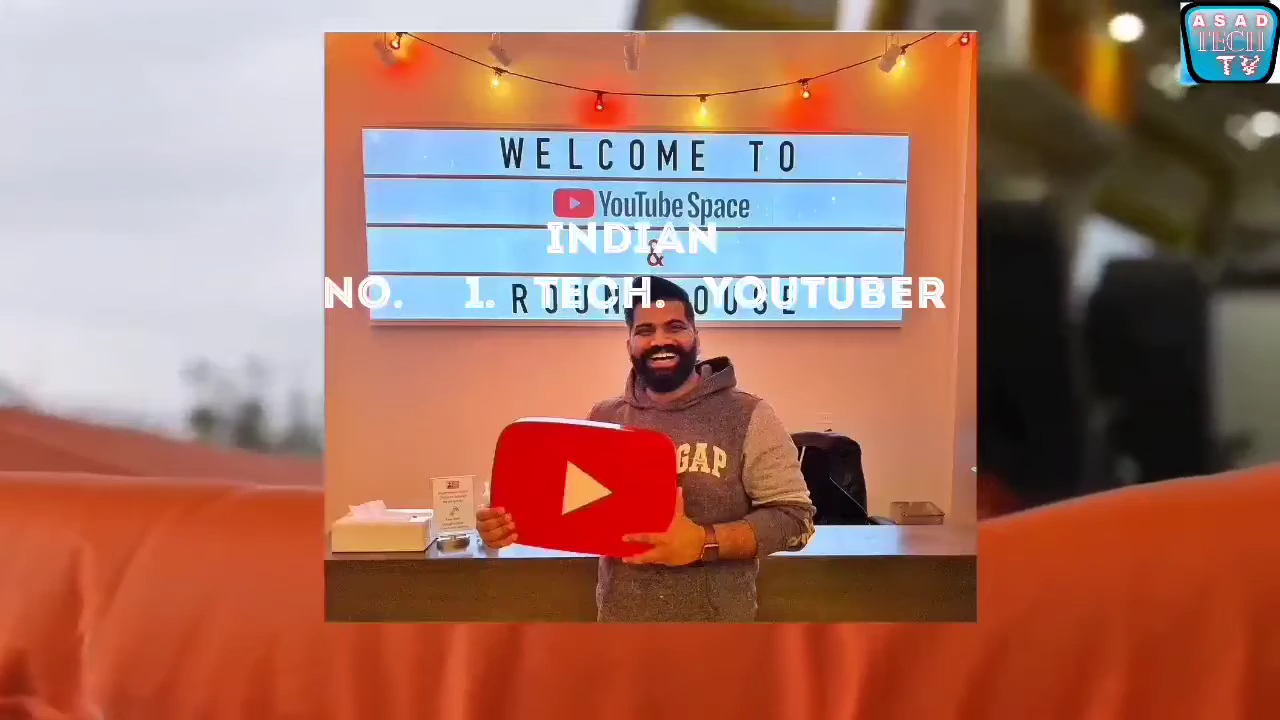 ASAD
TECH
TV
WELCOME TO
YouTube Space
INDIAN
&
NO. 1. TECH. YOUTUBER
GAP